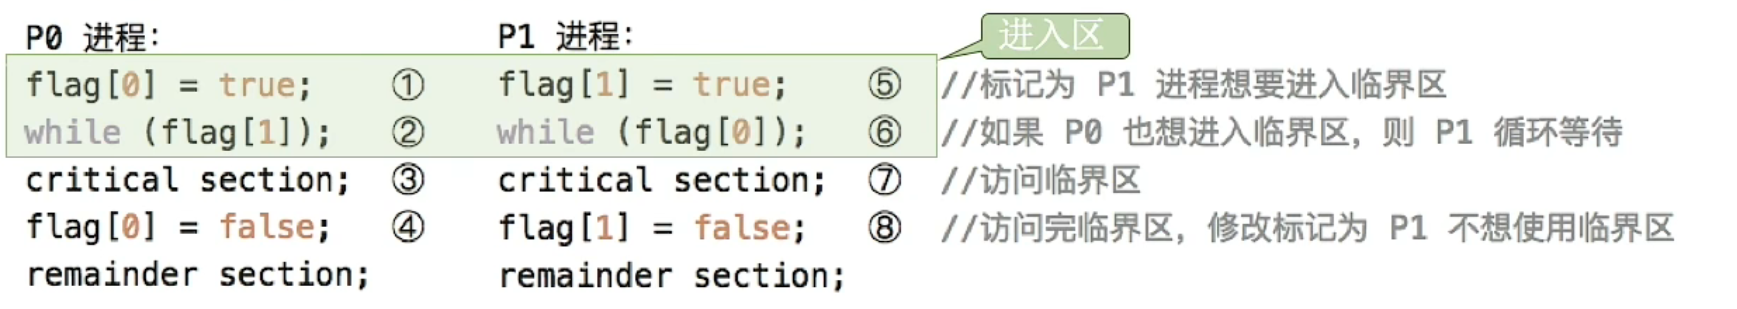 P0 进程: P1 进程: 进入区
flag[0] = true; ① flag[1] = true; ⑤ //标记为 P1 进程想要进入临界区
while (flag[1]); ② while (flag[0]); ⑥ //如果 P0 也想进入临界区，则 P1 循环等待
critical section; ③ critical section; ⑦ //访问临界区
flag[0] = false; ④ flag[1] = false; ⑧ //访问完临界区，修改标记为 P1 不想使用临界区
remainder section; remainder section;